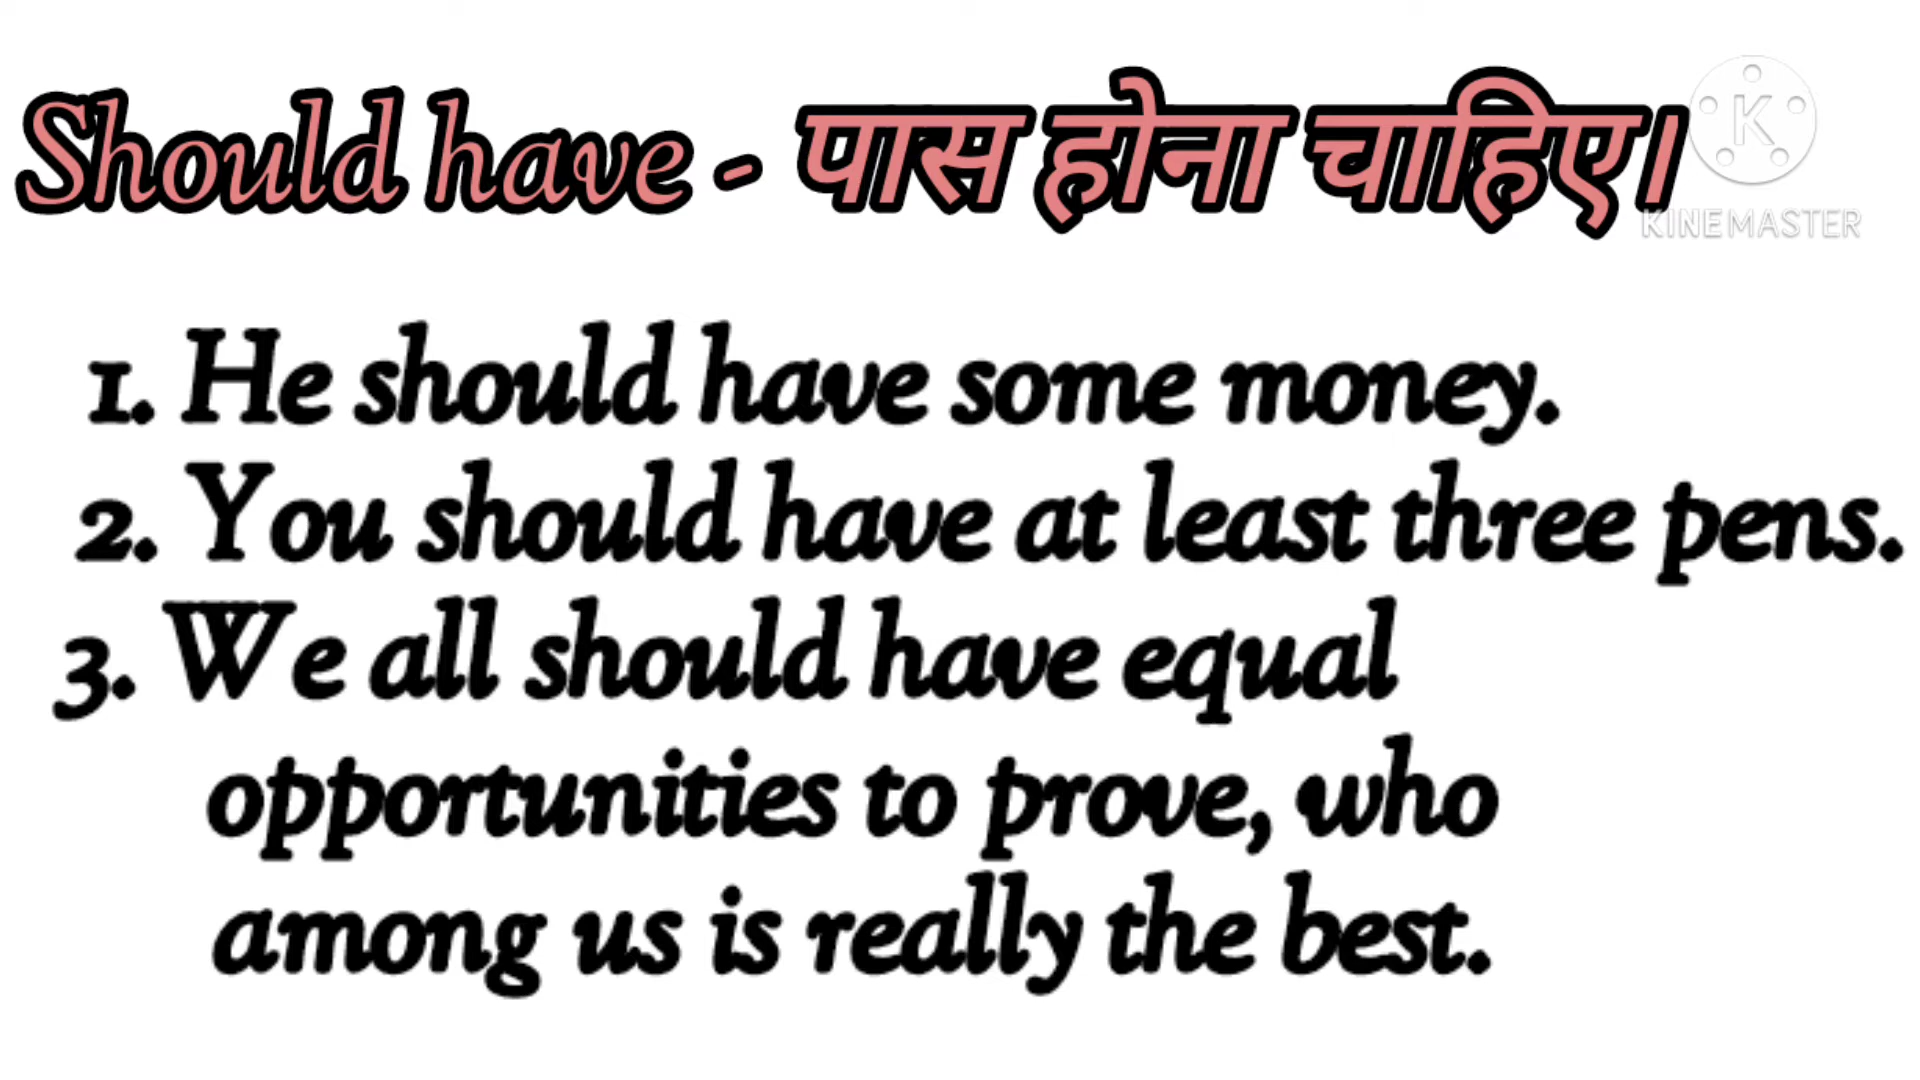 Should have - पास होना चाहिए।
KINEMASTER
1. He should have some money.
2. You should have at least three pens.
3. We all should have equal
opportunities to prove, who
among us is really the best.